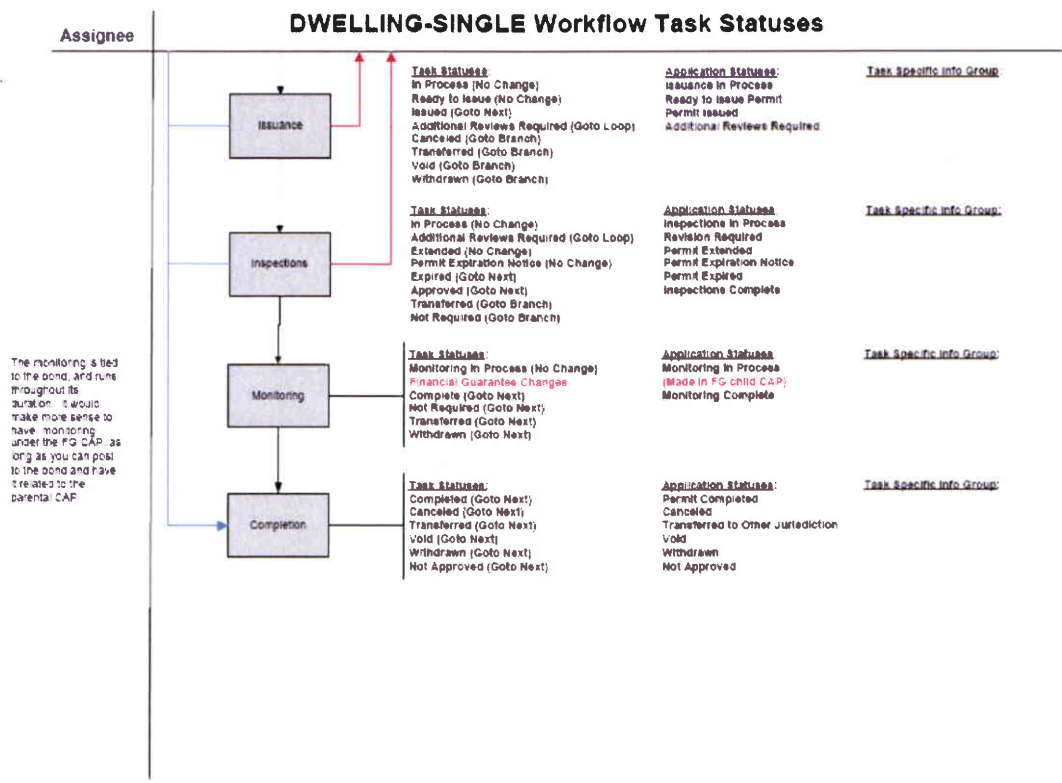 DWELLING-SINGLE Workflow Task Statuses
Assignee
Issuance
Task Statuses:
In Process (No Change)
Ready to Issue (No Change)
Issued (Goto Next)
Additional Reviews Required (Goto Loop)
Canceled (Goto Branch)
Transferred (Goto Branch)
Void (Goto Branch)
Withdrawn (Goto Branch)
Application Statuses:
Issuance In Process
Ready to Issue Permit
Permit Issued
Additional Reviews Required
Task Specific Info Group:
Inspections
Task Statuses:
In Process (No Change)
Additional Reviews Required (Goto Loop)
Extended (No Change)
Permit Expiration Notice (No Change)
Expired (Goto Next)
Approved (Goto Next)
Transferred (Goto Branch)
Not Required (Goto Branch)
Application Statuses
Inspections In Process
Revision Required
Permit Extended
Permit Expiration Notice
Permit Expired
Inspections Complete
Task Specific Info Group:
The monitoring is tied
to the bond, and runs
throughout its
duration. It would
make more sense to
have monitoring
under the FG CAP, as
long as you can post
to the bond and have
it related to the
parental CAP
Monitoring
Task Statuses:
Monitoring In Process (No Change)
Financial Guarantee Changes
Complete (Goto Next)
Not Required (Goto Next)
Transferred (Goto Next)
Withdrawn (Goto Next)
Application Statuses
Monitoring In Process
(Made in FG child CAP)
Monitoring Complete
Task Specific Info Group:
Completion
Task Statuses:
Completed (Goto Next)
Canceled (Goto Next)
Transferred (Goto Next)
Void (Goto Next)
Withdrawn (Goto Next)
Not Approved (Goto Next)
Application Statuses:
Permit Completed
Canceled
Transferred to Other Jurisdiction
Void
Withdrawn
Not Approved
Task Specific Info Group: